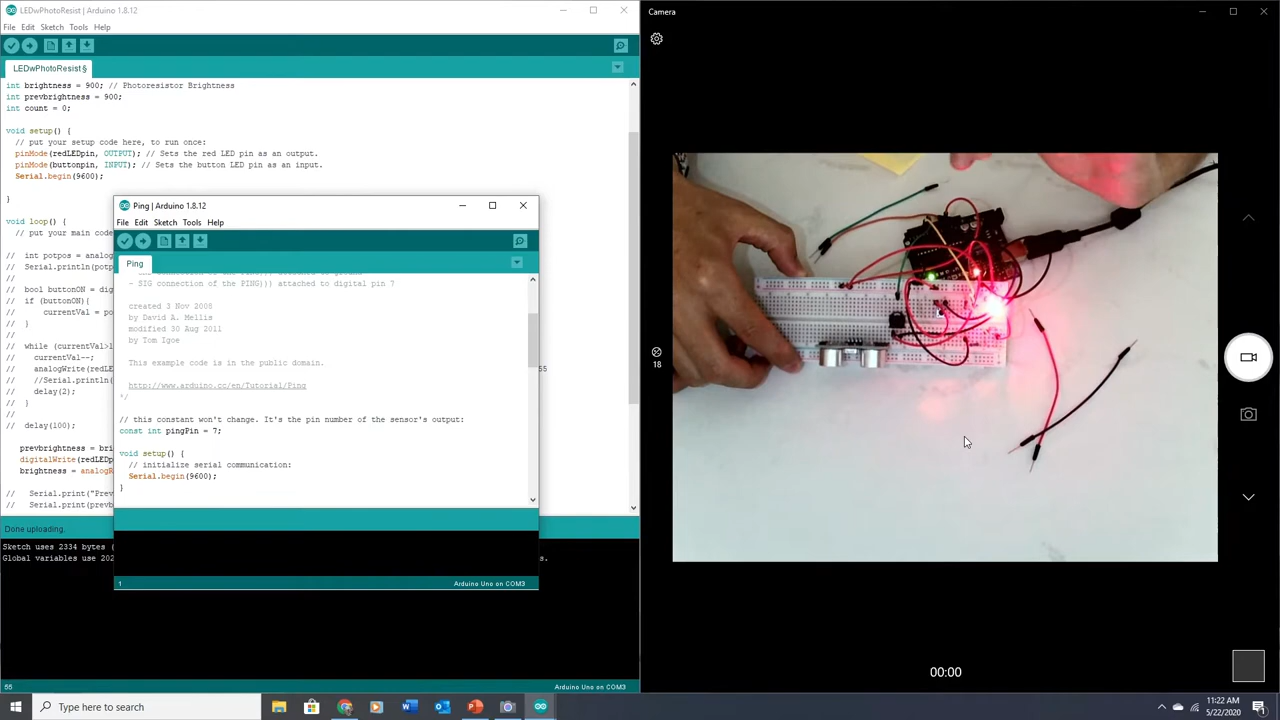 LEDwPhotoResist | Arduino 1.8.12
File Edit Sketch Tools Help
LEDwPhotoResist§
int brightness = 900; // Photoresistor Brightness
int prevbrightness = 900;
int count = 0;
void setup() {
// put your setup code here, to run once:
pinMode(redLEDpin, OUTPUT); // Sets the red LED pin as an output.
pinMode(buttonpin, INPUT); // Sets the button LED pin as an input.
Serial.begin(9600);
}
void loop() {
// put your main code
// int potpos = analog
// Serial.println(potp
//
// bool buttonON = dig
// if (buttonON){
// currentVal = po
// }
//
// while (currentVal>l
// currentVal--;
// analogWrite(redLEDp
55
// //Serial.println(
// delay(2);
// }
//
// delay(100);
prevbrightness = bri
digitalWrite(redLEDp
brightness = analogR
// Serial.print("Prev
// Serial.print(prevb
Done uploading.
Sketch uses 2334 bytes (
Global variables use 202
s.
55
Arduino Uno on COM3
Ping | Arduino 1.8.12
File Edit Sketch Tools Help
Ping
- SIG connection of the PING))) attached to digital pin 7
created 3 Nov 2008
by David A. Mellis
modified 30 Aug 2011
by Tom Igoe
This example code is in the public domain.
http://www.arduino.cc/en/Tutorial/Ping
*/
// this constant won't change. It's the pin number of the sensor's output:
const int pingPin = 7;
void setup() {
// initialize serial communication:
Serial.begin(9600);
}
1
Arduino Uno on COM3
Camera
18
00:00
Type here to search
11:22 AM
5/22/2020
1